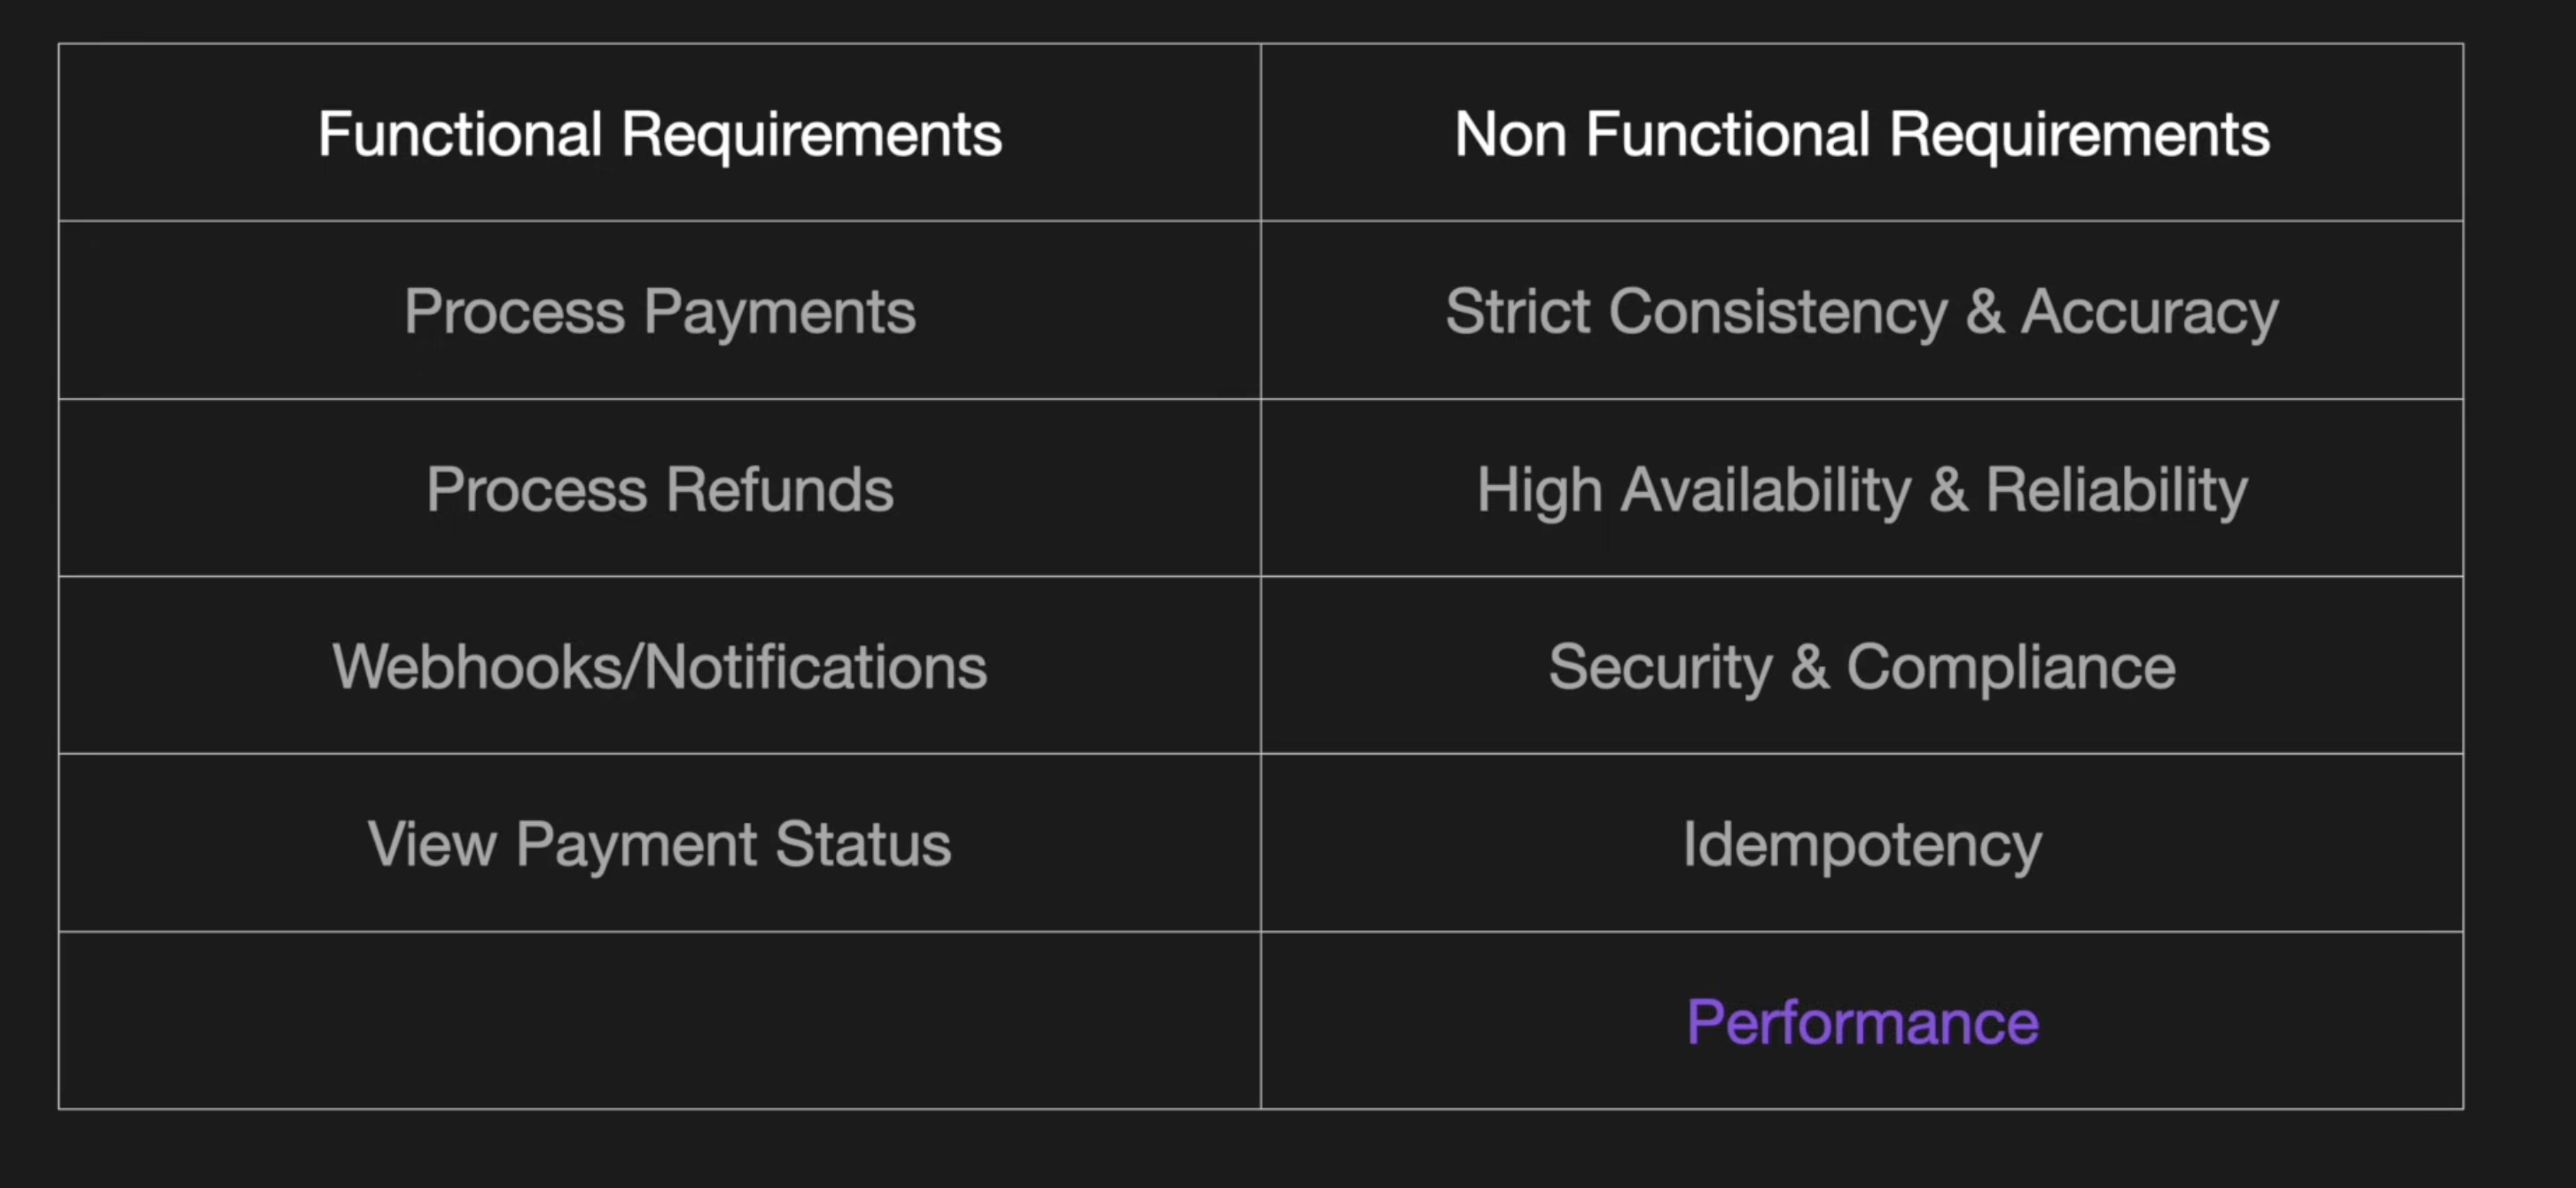 Functional Requirements
Non Functional Requirements
Process Payments
Strict Consistency & Accuracy
Process Refunds
High Availability & Reliability
Webhooks/Notifications
Security & Compliance
View Payment Status
Idempotency
Performance